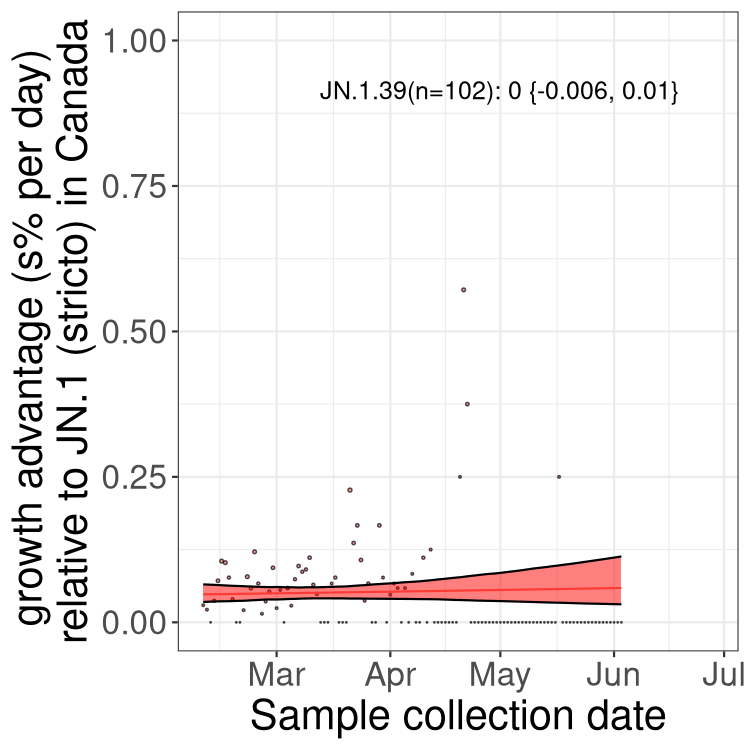 growth advantage (s% per day)
relative to JN.1 (stricto) in Canada
1.00
0.75
0.50
0.25
0.00
JN.1.39(n=102): 0 {-0.006, 0.01}
Mar Apr May Jun Jul
Sample collection date